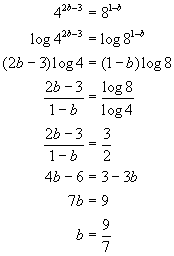 4^{2b-3} = 8^{1-b}
log 4^{2b-3} = log 8^{1-b}
(2b - 3) log 4 = (1 - b) log 8
\frac{2b - 3}{1 - b} = \frac{log 8}{log 4}
\frac{2b - 3}{1 - b} = \frac{3}{2}
4b - 6 = 3 - 3b
7b = 9
b = \frac{9}{7}